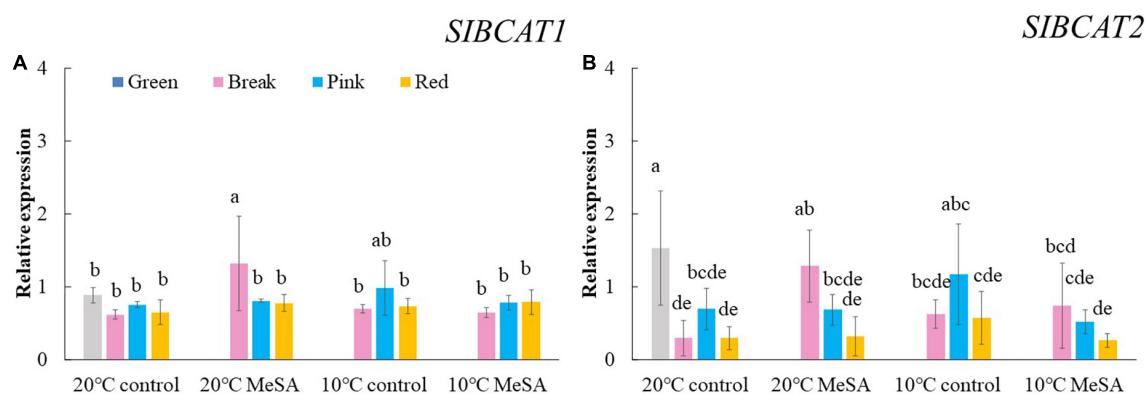 SlBCAT1
A
4
3
2
1
0
Relative expression
Green Break Pink Red
b b b b
a b b
b ab b
b b b
20°C control 20°C MeSA 10°C control 10°C MeSA
SlBCAT2
B
4
3
2
1
0
Relative expression
a de bcde de
ab bcde de
bcde abc cde
bcd cde de
20°C control 20°C MeSA 10°C control 10°C MeSA